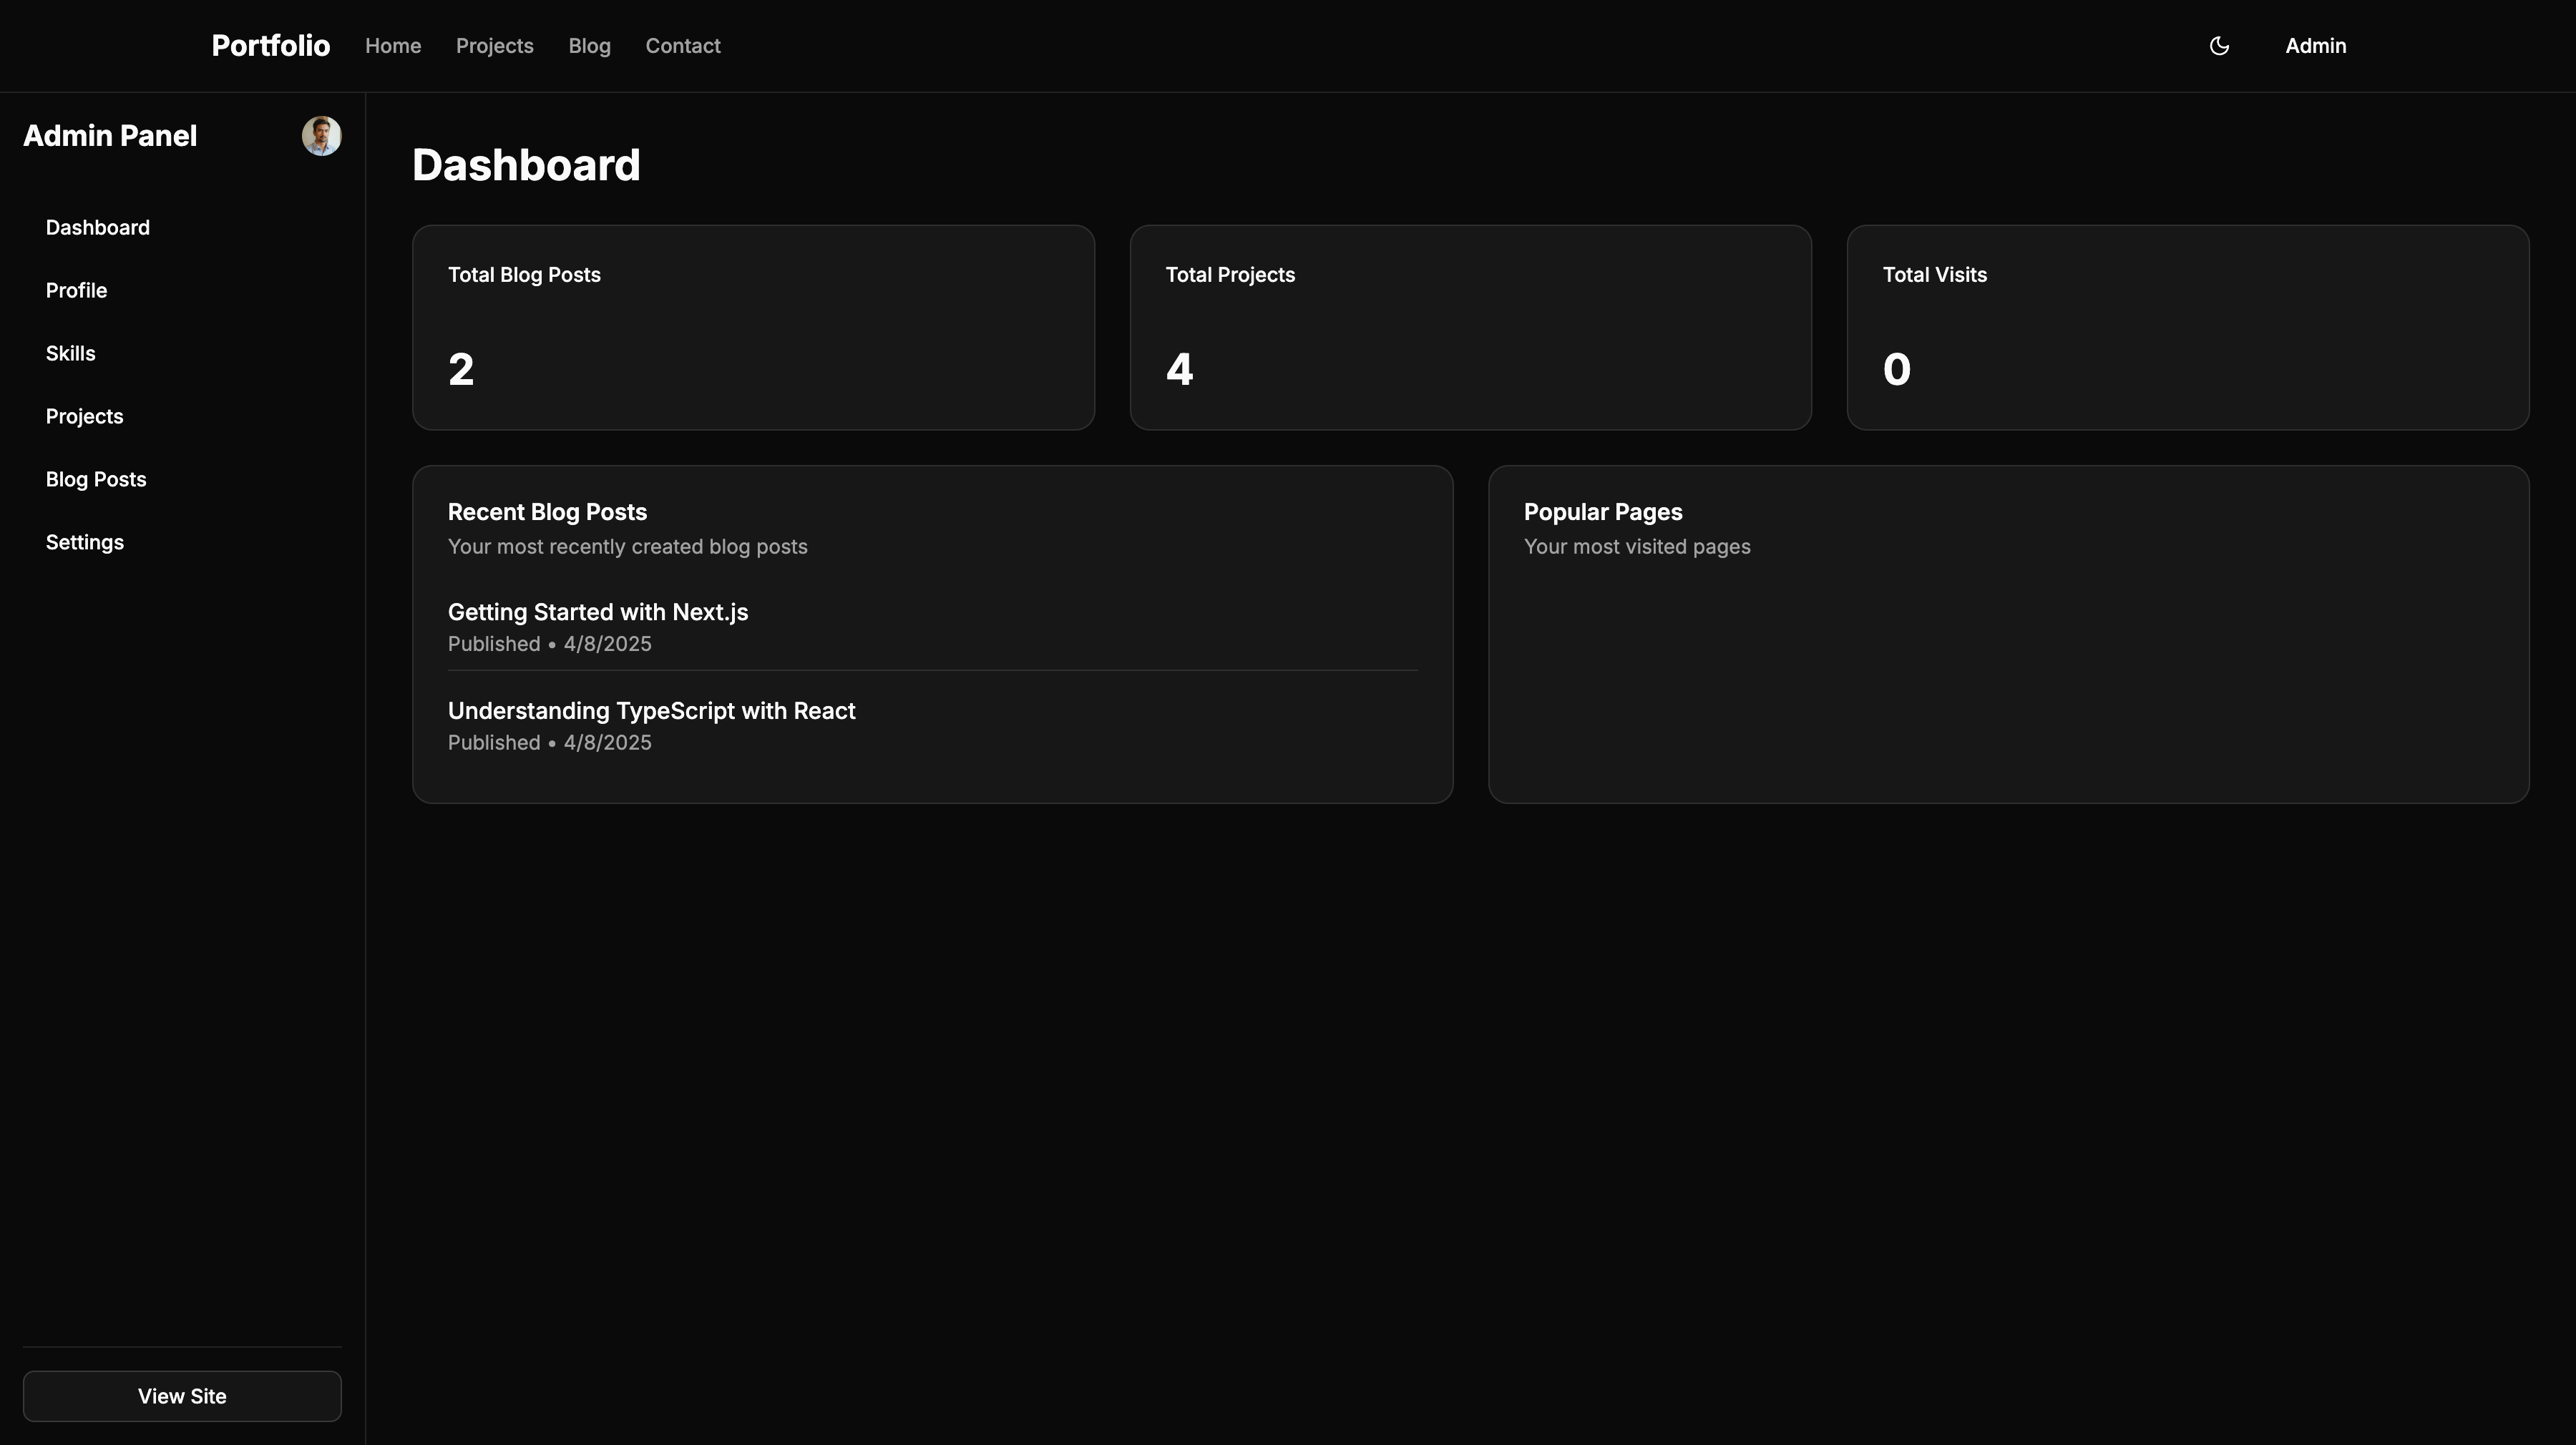 Portfolio Home Projects Blog Contact Admin
Admin Panel
Dashboard
Profile
Skills
Projects
Blog Posts
Settings
View Site
Dashboard
Total Blog Posts
2
Total Projects
4
Total Visits
0
Recent Blog Posts
Your most recently created blog posts
Getting Started with Next.js
Published • 4/8/2025
Understanding TypeScript with React
Published • 4/8/2025
Popular Pages
Your most visited pages